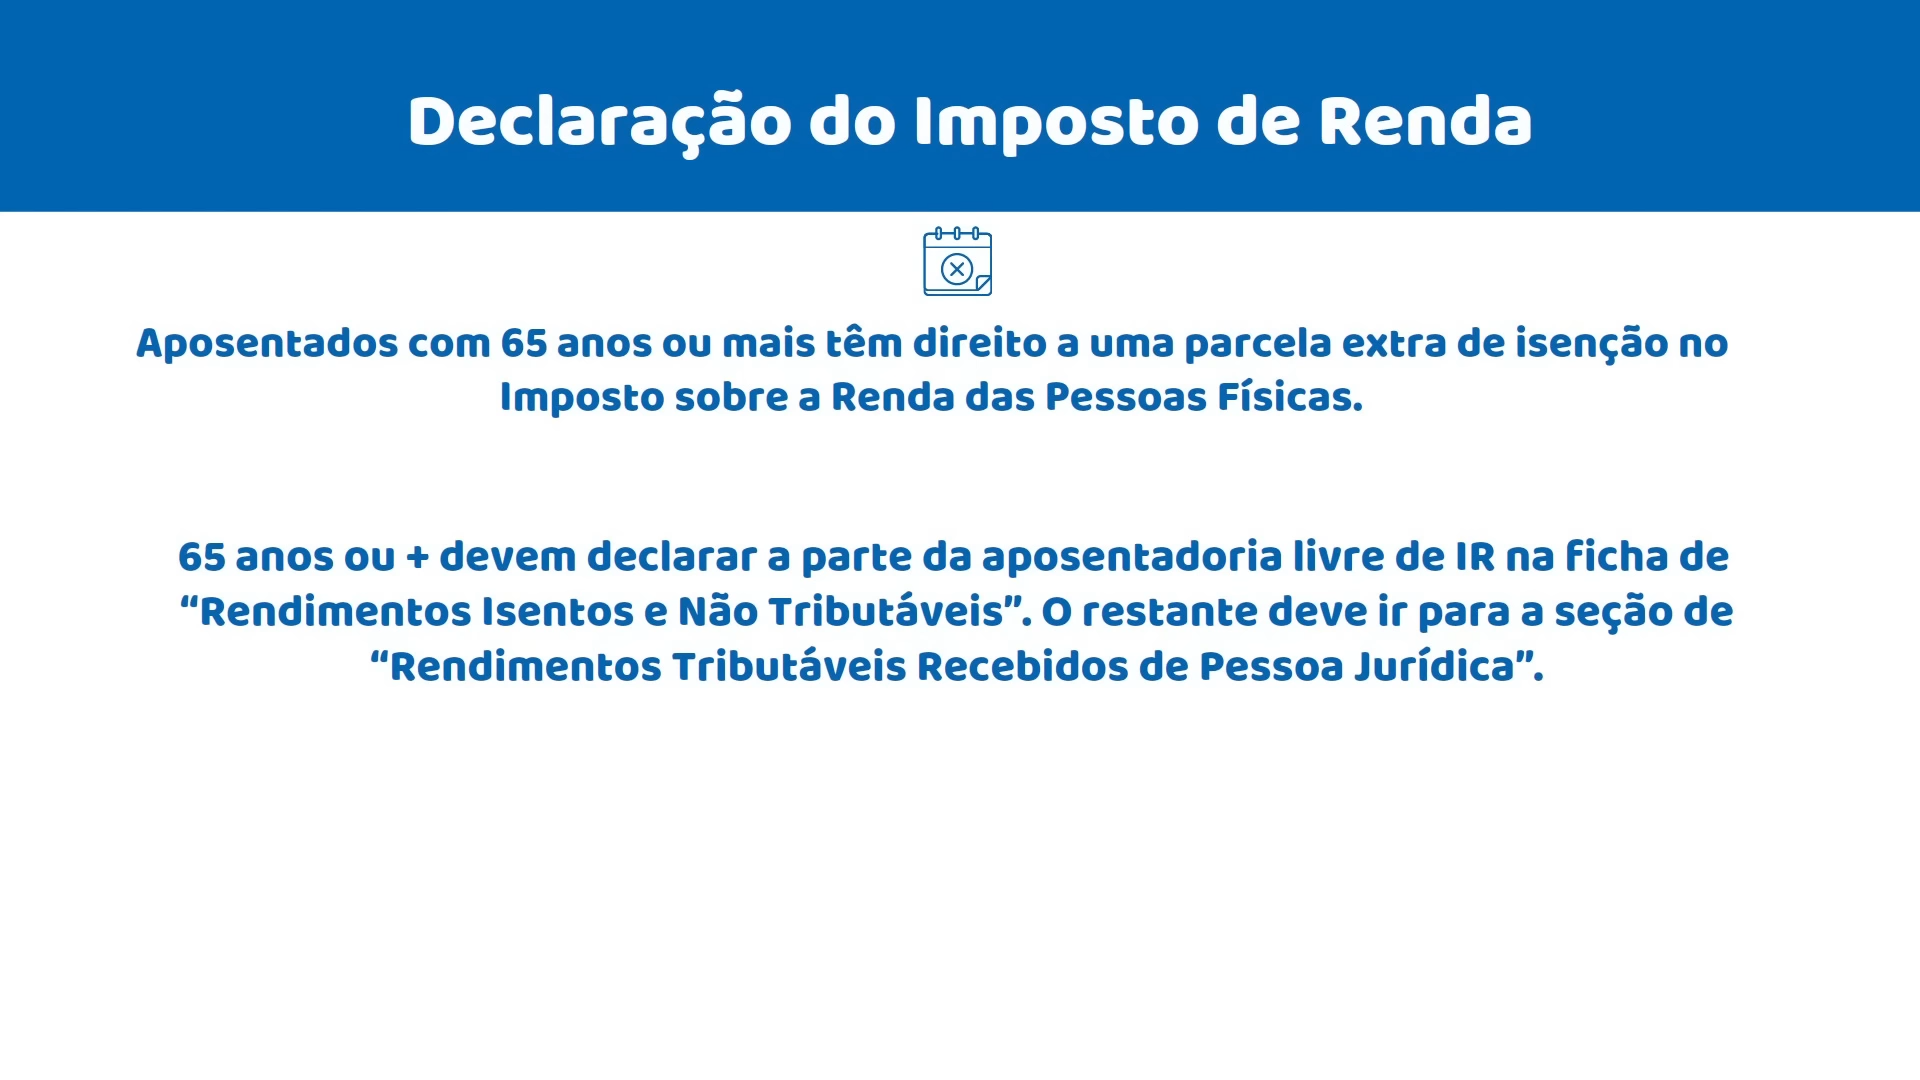 Declaração do Imposto de Renda
Aposentados com 65 anos ou mais têm direito a uma parcela extra de isenção no
Imposto sobre a Renda das Pessoas Físicas.
65 anos ou + devem declarar a parte da aposentadoria livre de IR na ficha de
“Rendimentos Isentos e Não Tributáveis”. O restante deve ir para a seção de
“Rendimentos Tributáveis Recebidos de Pessoa Jurídica”.